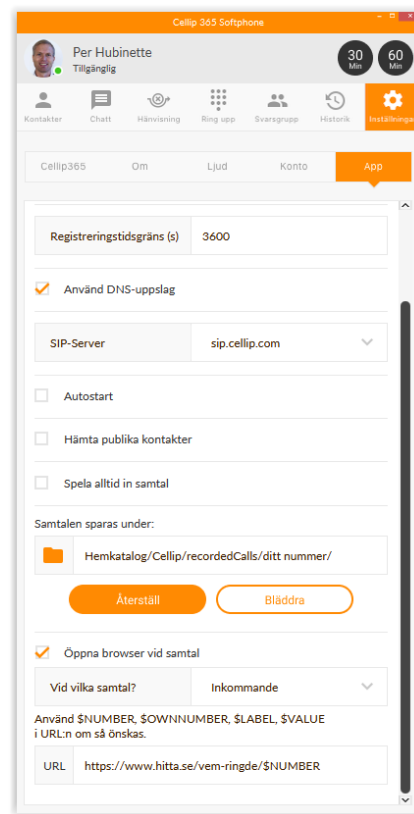 Cellip 365 Softphone
Per Hubinette
Tillgänglig
30 Min
60 Min
Kontakter Chatt Hänvisning Ring upp Svarsgrupp Historik Inställningar
Cellip365 Om Ljud Konto App
Registreringstidsgräns (s) 3600
Använd DNS-uppslag
SIP-Server sip.cellip.com
Autostart
Hämta publika kontakter
Spela alltid in samtal
Samtalen sparas under:
Hemkatalog/Cellip/recordedCalls/ditt nummer/
Återställ Bläddra
Öppna browser vid samtal
Vid vilka samtal? Inkommande
Använd $NUMBER, $OWNNUMBER, $LABEL, $VALUE
i URL:n om så önskas.
URL https://www.hitta.se/vem-ringde/$NUMBER